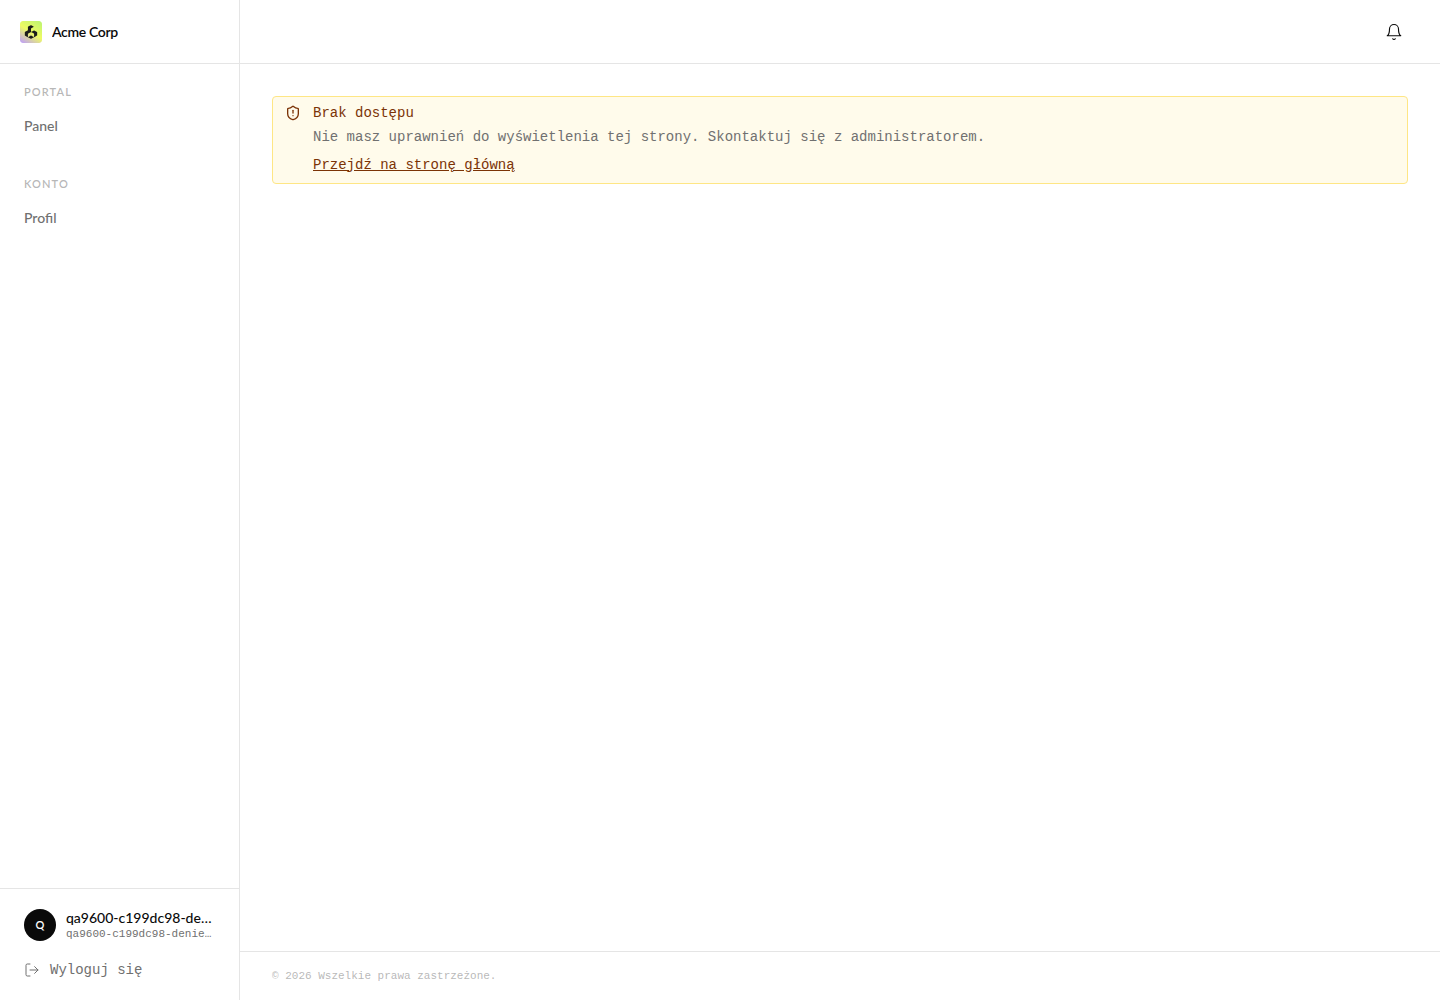 Acme Corp
PORTAL
Panel
KONTO
Profil
Brak dostępu
Nie masz uprawnień do wyświetlenia tej strony. Skontaktuj się z administratorem.
Przejdź na stronę główną
Q
qa9600-c199dc98-de...
qa9600-c199dc98-denie…
Wyloguj się
© 2026 Wszelkie prawa zastrzeżone.